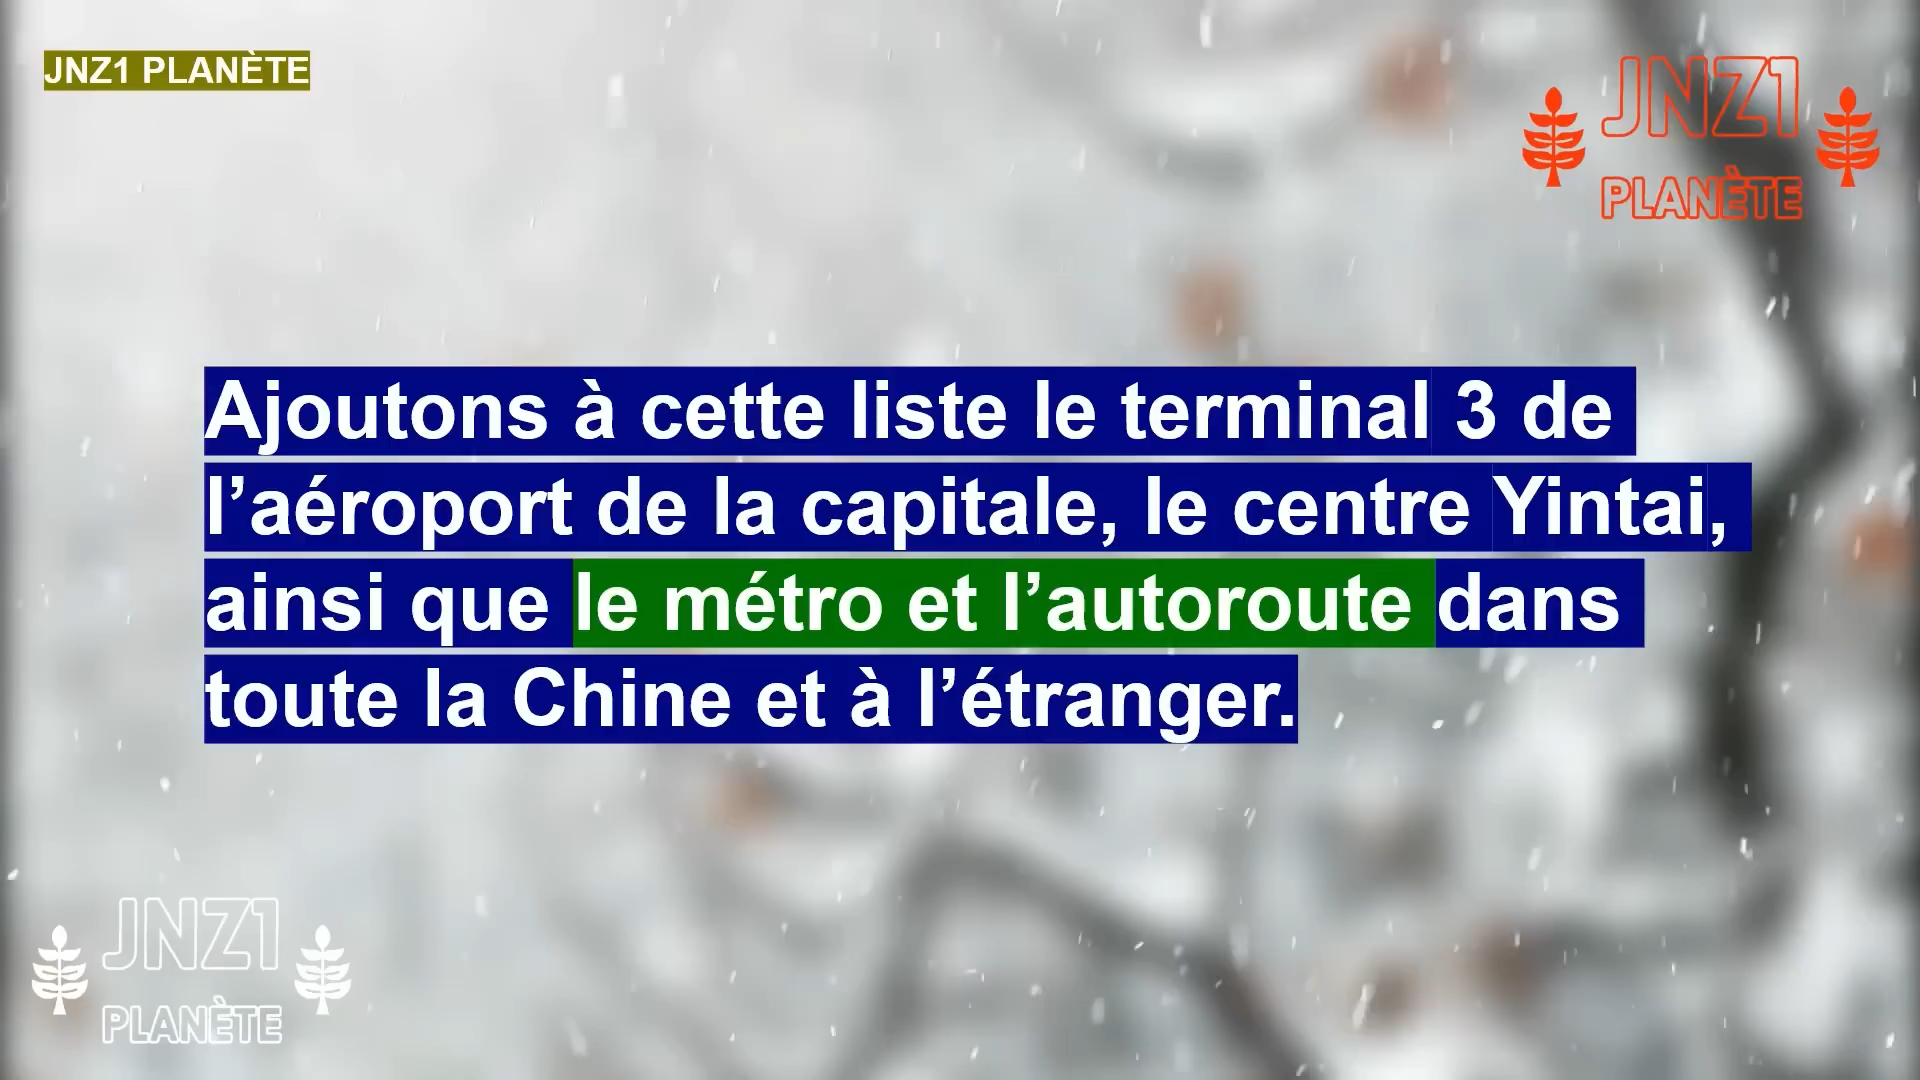 JNZ1 PLANÈTE
JNZ1
PLANÈTE
Ajoutons à cette liste le terminal 3 de
l’aéroport de la capitale, le centre Yintai,
ainsi que le métro et l’autoroute dans
toute la Chine et à l’étranger.
JNZ1
PLANÈTE